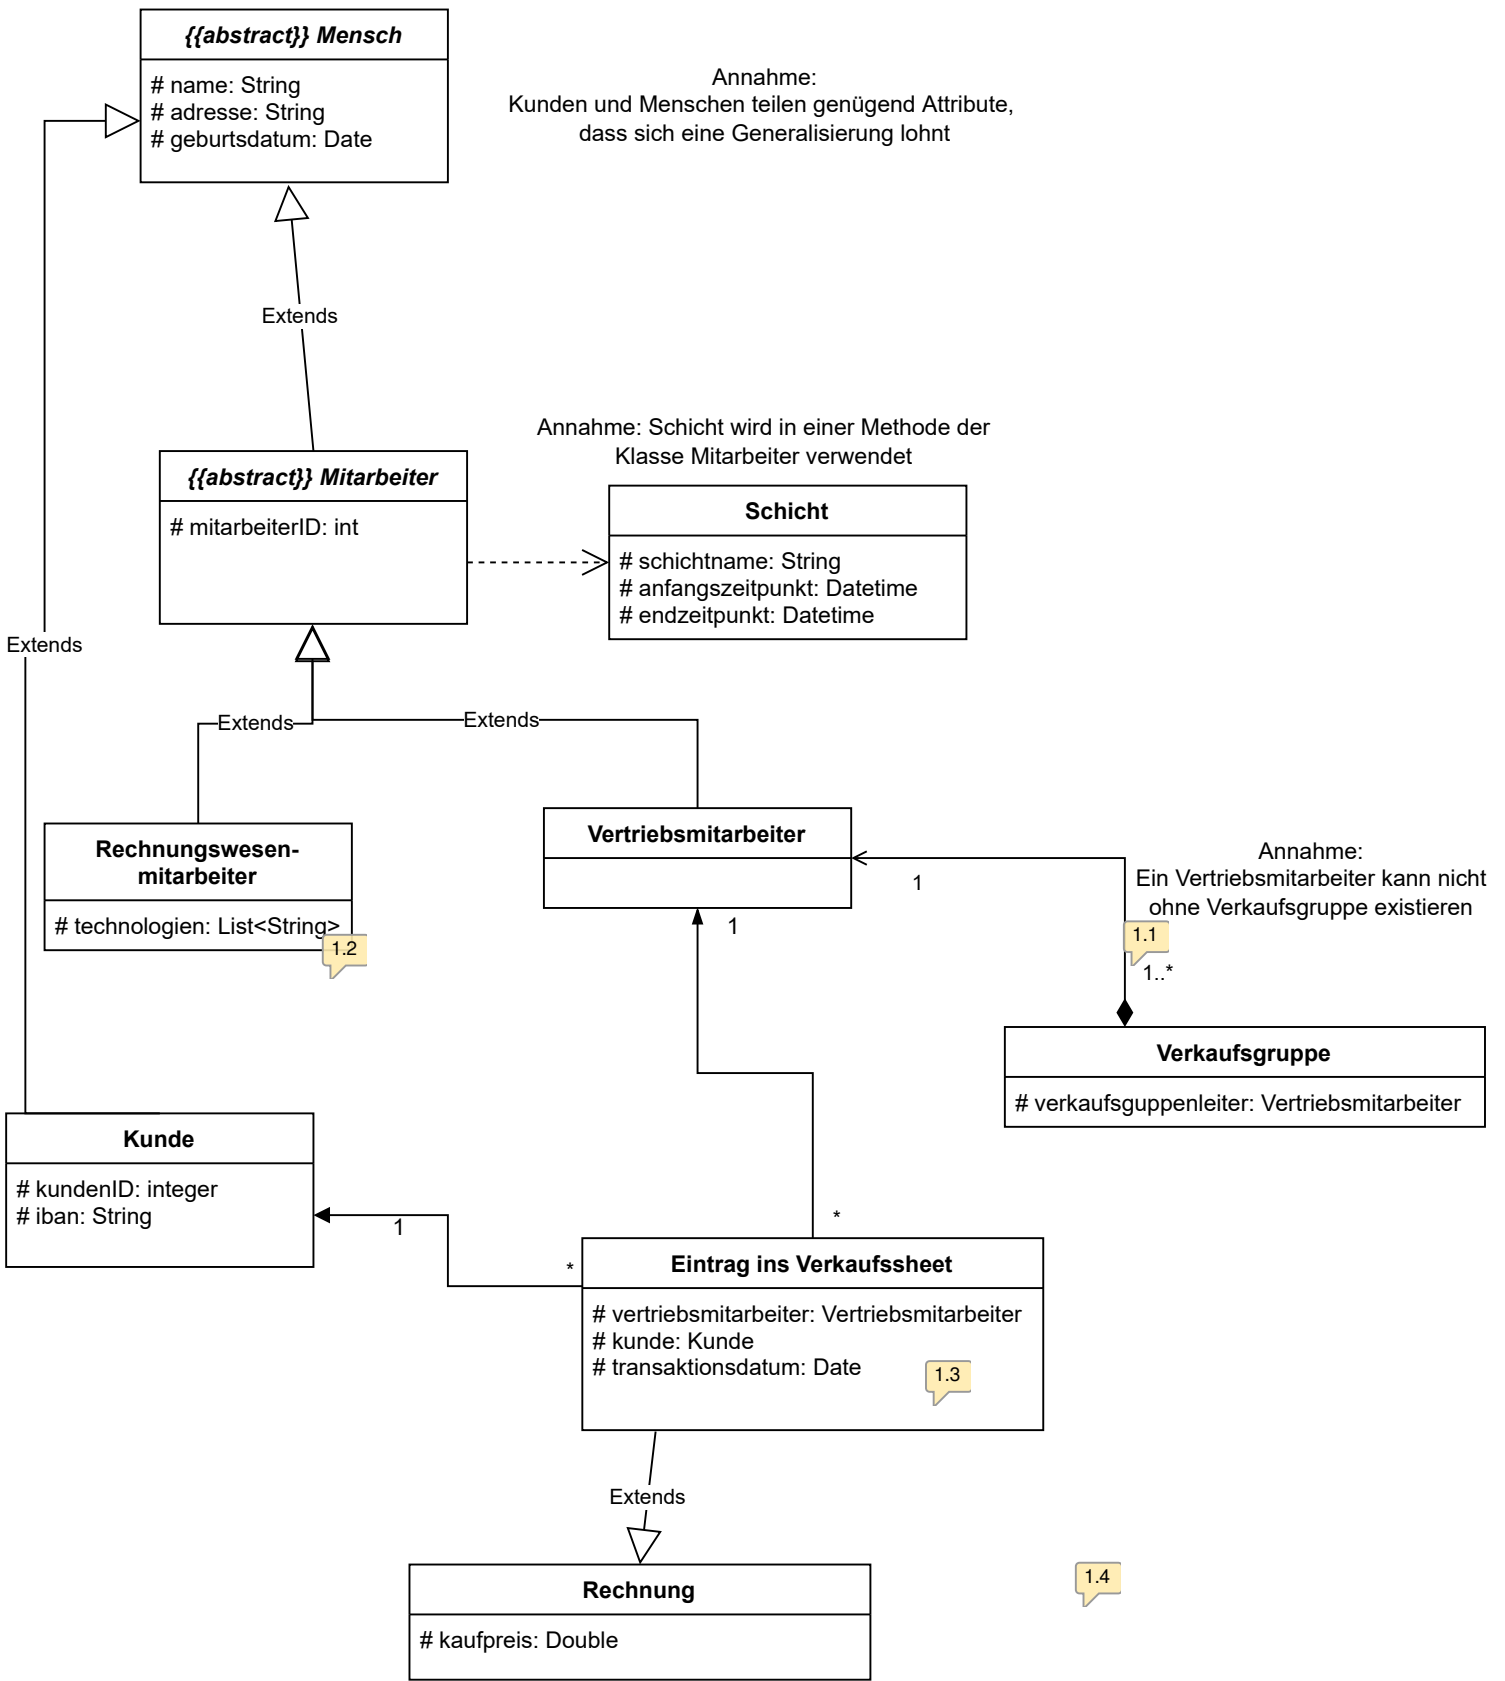 {{abstract}} Mensch
# name: String
# adresse: String
# geburtsdatum: Date
Annahme:
Kunden und Menschen teilen genügend Attribute,
dass sich eine Generalisierung lohnt
Extends
Annahme: Schicht wird in einer Methode der
Klasse Mitarbeiter verwendet
{{abstract}} Mitarbeiter
# mitarbeiterID: int
Schicht
# schichtname: String
# anfangszeitpunkt: Datetime
# endzeitpunkt: Datetime
Extends
Extends
Extends
Rechnungswesen-
mitarbeiter
# technologien: List<String>
1.2
Vertriebsmitarbeiter
1
1
Annahme:
Ein Vertriebsmitarbeiter kann nicht
ohne Verkaufsgruppe existieren
1.1
1..*
Verkaufsgruppe
# verkaufsguppenleiter: Vertriebsmitarbeiter
Kunde
# kundenID: integer
# iban: String
1
*
*
Eintrag ins Verkaufssheet
# vertriebsmitarbeiter: Vertriebsmitarbeiter
# kunde: Kunde
# transaktionsdatum: Date
1.3
Extends
Rechnung
# kaufpreis: Double
1.4